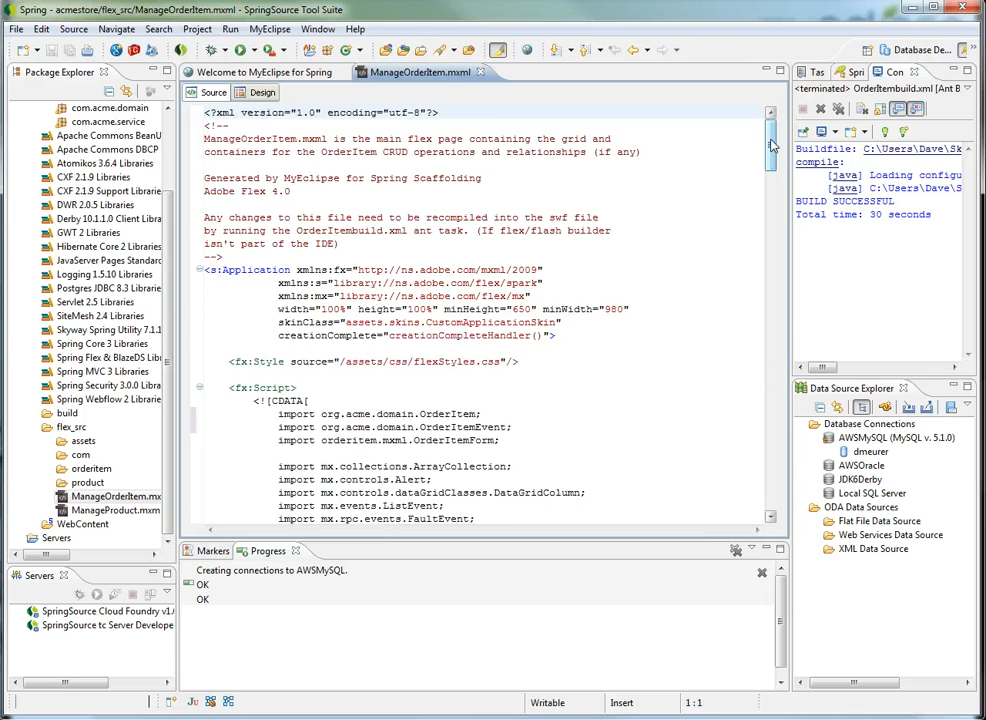 Spring - acmestore/flex_src/ManageOrderItem.mxml - SpringSource Tool Suite
File Edit Source Navigate Search Project Run MyEclipse Window Help
Database De...
Package Explorer
com.acme.domain
com.acme.service
Apache Commons BeanU
Apache Commons DBCP
Atomikos 3.6.4 Libraries
CXF 2.1.9 Libraries
CXF 2.1.9 Support Libraries
DWR 2.0.5 Libraries
Derby 10.1.1.0 Client Libra
GWT 2 Libraries
Hibernate Core 2 Libraries
JavaServer Pages Standard
Logging 1.5.10 Libraries
Postgres JDBC 8.3 Librarie
Servlet 2.5 Libraries
SiteMesh 2.4 Libraries
Skyway Spring Utility 7.1.1
Spring Core 3 Libraries
Spring Flex & BlazeDS Libr
Spring MVC 3 Libraries
Spring Security 3.0.0 Librar
Spring Webflow 2 Librarie
build
flex_src
assets
com
orderitem
product
ManageOrderItem.mx
ManageProduct.mxm
WebContent
Servers
Servers
SpringSource Cloud Foundry v1.
SpringSource tc Server Develope
Welcome to MyEclipse for Spring
ManageOrderItem.mxml
Source Design
<?xml version="1.0" encoding="utf-8"?>
<!--
ManageOrderItem.mxml is the main flex page containing the grid and
containers for the OrderItem CRUD operations and relationships (if any)
Generated by MyEclipse for Spring Scaffolding
Adobe Flex 4.0
Any changes to this file need to be recompiled into the swf file
by running the OrderItembuild.xml ant task. (If flex/flash builder
isn't part of the IDE)
-->
<s:Application xmlns:fx="http://ns.adobe.com/mxml/2009"
xmlns:s="library://ns.adobe.com/flex/spark"
xmlns:mx="library://ns.adobe.com/flex/mx"
width="100%" height="100%" minHeight="650" minWidth="980"
skinClass="assets.skins.CustomApplicationSkin"
creationComplete="creationCompleteHandler()">
<fx:Style source="/assets/css/flexStyles.css"/>
<fx:Script>
<![CDATA[
import org.acme.domain.OrderItem;
import org.acme.domain.OrderItemEvent;
import orderitem.mxml.OrderItemForm;
import mx.collections.ArrayCollection;
import mx.controls.Alert;
import mx.controls.dataGridClasses.DataGridColumn;
import mx.events.ListEvent;
import mx.rpc.events.FaultEvent;
Markers Progress
Creating connections to AWSMySQL.
OK
OK
Tas Spri Con
<terminated> OrderItembuild.xml [Ant B
Buildfile: C:\Users\Dave\Sk
compile:
[java] Loading configu
[java] C:\Users\Dave\S
BUILD SUCCESSFUL
Total time: 30 seconds
Data Source Explorer
Database Connections
AWSMySQL (MySQL v. 5.1.0)
dmeurer
AWSOracle
JDK6Derby
Local SQL Server
ODA Data Sources
Flat File Data Source
Web Services Data Source
XML Data Source
Writable Insert 1:1